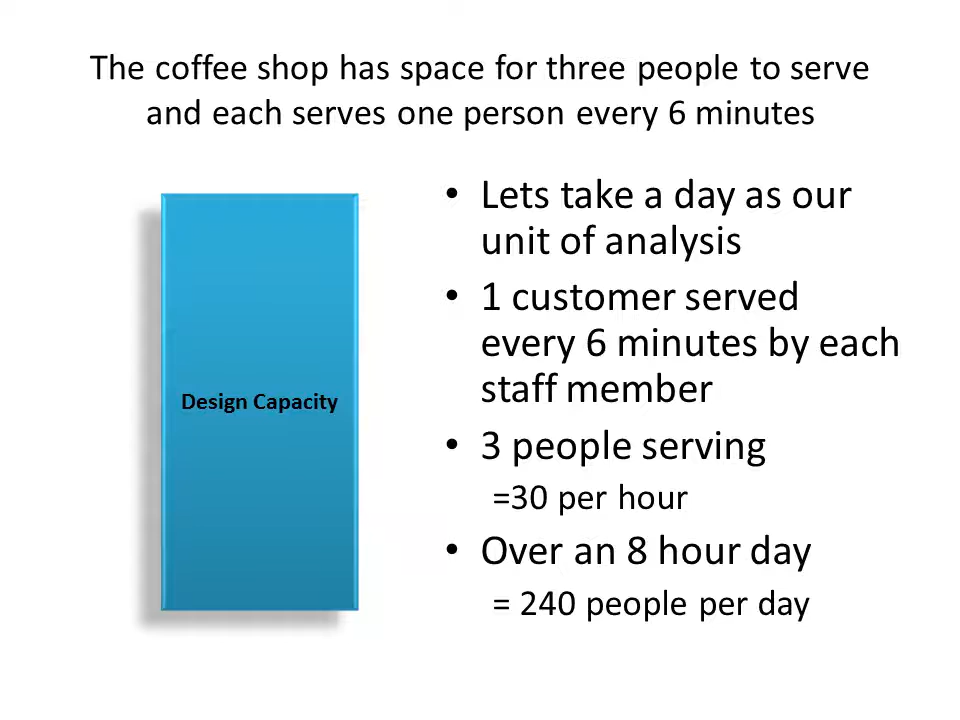 The coffee shop has space for three people to serve
and each serves one person every 6 minutes
Design Capacity
• Lets take a day as our
unit of analysis
• 1 customer served
every 6 minutes by each
staff member
• 3 people serving
=30 per hour
• Over an 8 hour day
= 240 people per day